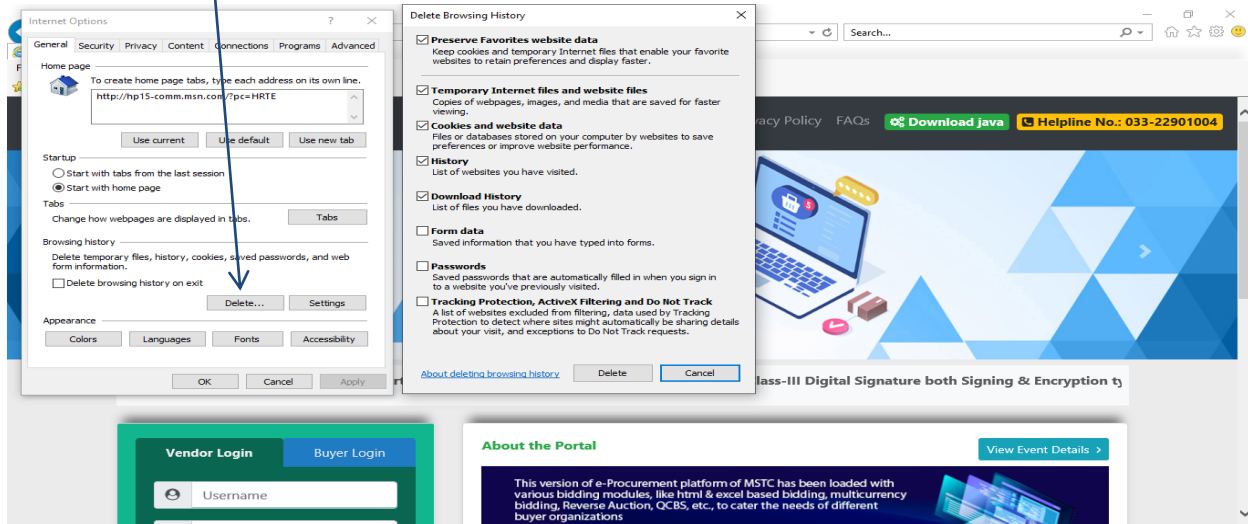 Internet Options
General Security Privacy Content Connections Programs Advanced
Home page
To create home page tabs, type each address on its own line.
http://hp15-comm.msn.com/?pc=HRTE
Use current Use default Use new tab
Startup
Start with tabs from the last session
Start with home page
Tabs
Change how webpages are displayed in tabs.
Tabs
Browsing history
Delete temporary files, history, cookies, saved passwords, and web
form information.
Delete browsing history on exit
Delete... Settings
Appearance
Colors Languages Fonts Accessibility
OK Cancel Apply
Delete Browsing History
Preserve Favorites website data
Keep cookies and temporary Internet files that enable your favorite
websites to retain preferences and display faster.
Temporary Internet files and website files
Copies of webpages, images, and media that are saved for faster
viewing.
Cookies and website data
Files or databases stored on your computer by websites to save
preferences or improve website performance.
History
List of websites you have visited.
Download History
List of files you have downloaded.
Form data
Saved information that you have typed into forms.
Passwords
Saved passwords that are automatically filled in when you sign in
to a website you've previously visited.
Tracking Protection, ActiveX Filtering and Do Not Track
A list of websites excluded from filtering, data used by Tracking
Protection to detect where sites might automatically be sharing details
about your visit, and exceptions to Do Not Track requests.
About deleting browsing history Delete Cancel
Search...
vacy Policy FAQs Download java Helpline No.: 033-22901004
5
lass-III Digital Signature both Signing & Encryption ty
Vendor Login Buyer Login
Username
About the Portal
View Event Details >
This version of e-Procurement platform of MSTC has been loaded with
various bidding modules, like html & excel based bidding, multicurrency
bidding, Reverse Auction, QCBS, etc., to cater the needs of different
buyer organizations